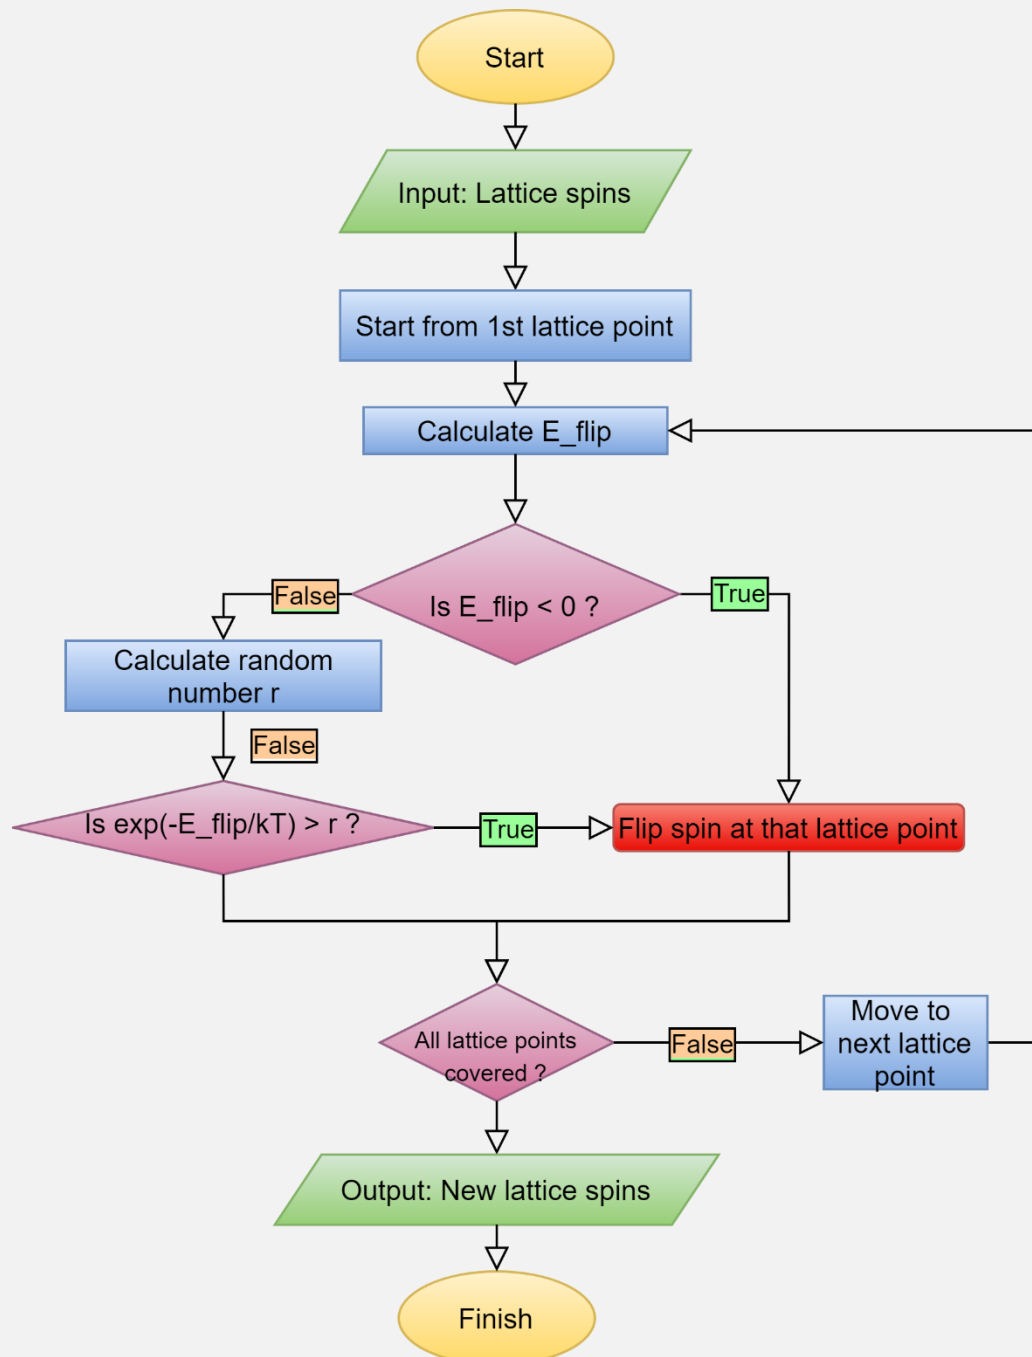 Start
Input: Lattice spins
Start from 1st lattice point
Calculate E_flip
Is E_flip < 0 ?
False
True
Calculate random
number r
False
Is exp(-E_flip/kT) > r ?
True
Flip spin at that lattice point
All lattice points
covered ?
False
Move to
next lattice
point
Output: New lattice spins
Finish